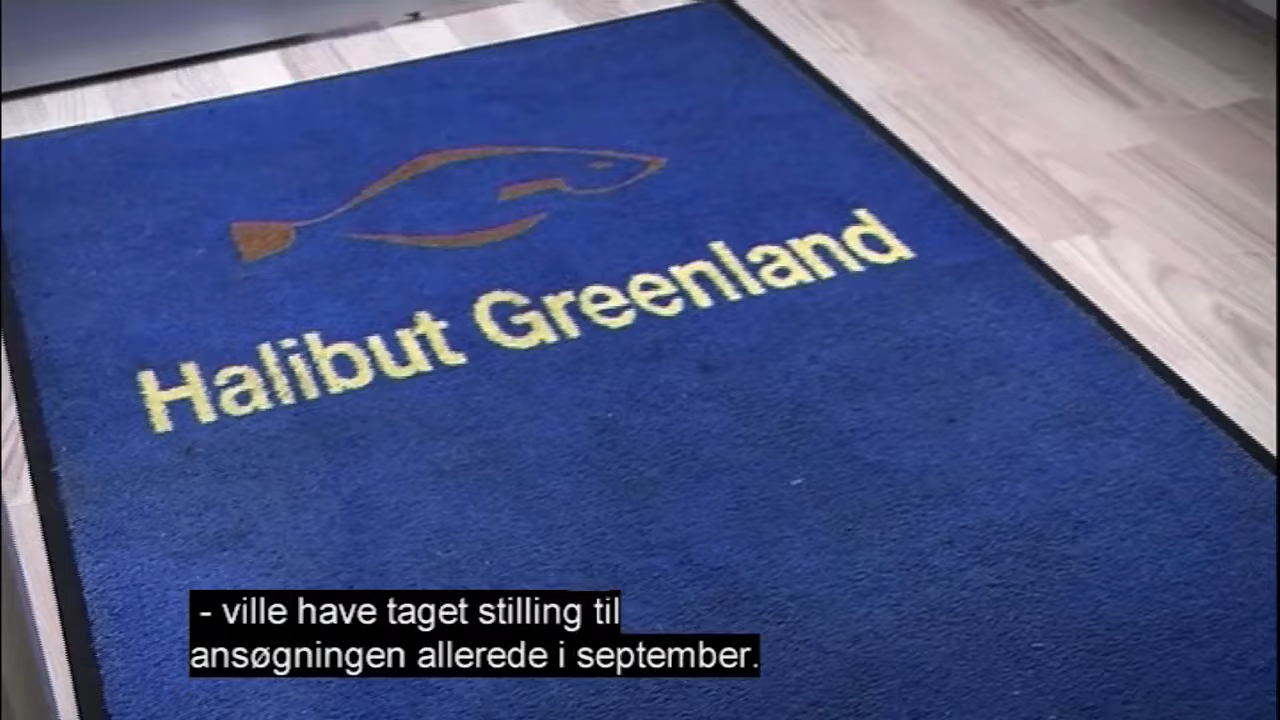 Halibut Greenland
- ville have taget stilling til
ansøgningen allerede i september.